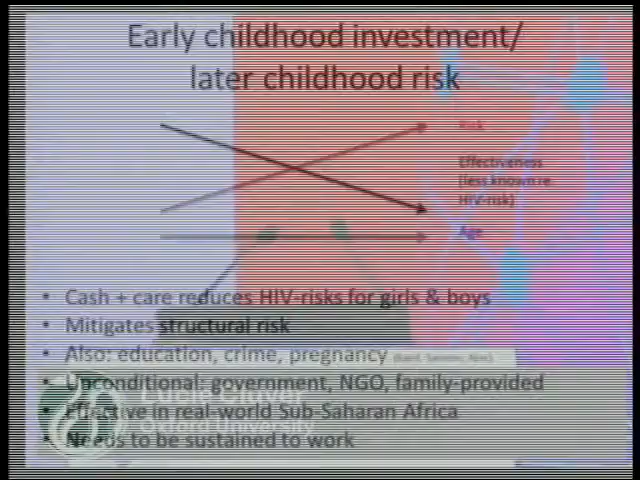 Early childhood investment/
later childhood risk
Risk
Effectiveness
(less known re.
HIV-risk)
Age
• Cash + care reduces HIV-risks for girls & boys
• Mitigates structural risk
• Also: education, crime, pregnancy
• Unconditional: government, NGO, family-provided
• Effective in real-world Sub-Saharan Africa
• Needs to be sustained to work
Lucie Cluver
Oxford University